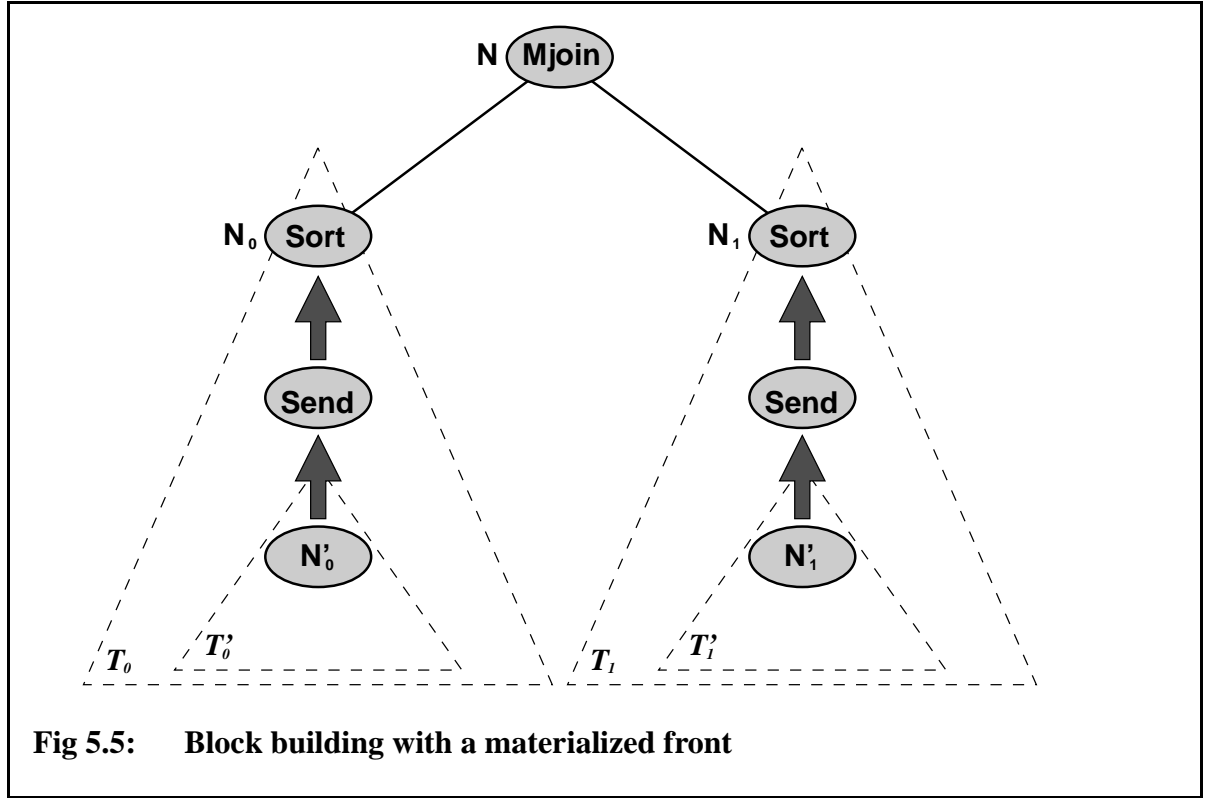 N Mjoin
N₀ Sort N₁ Sort
Send Send
N'₀ N'₁
T₀ T'₀ T₁ T'₁
Fig 5.5: Block building with a materialized front